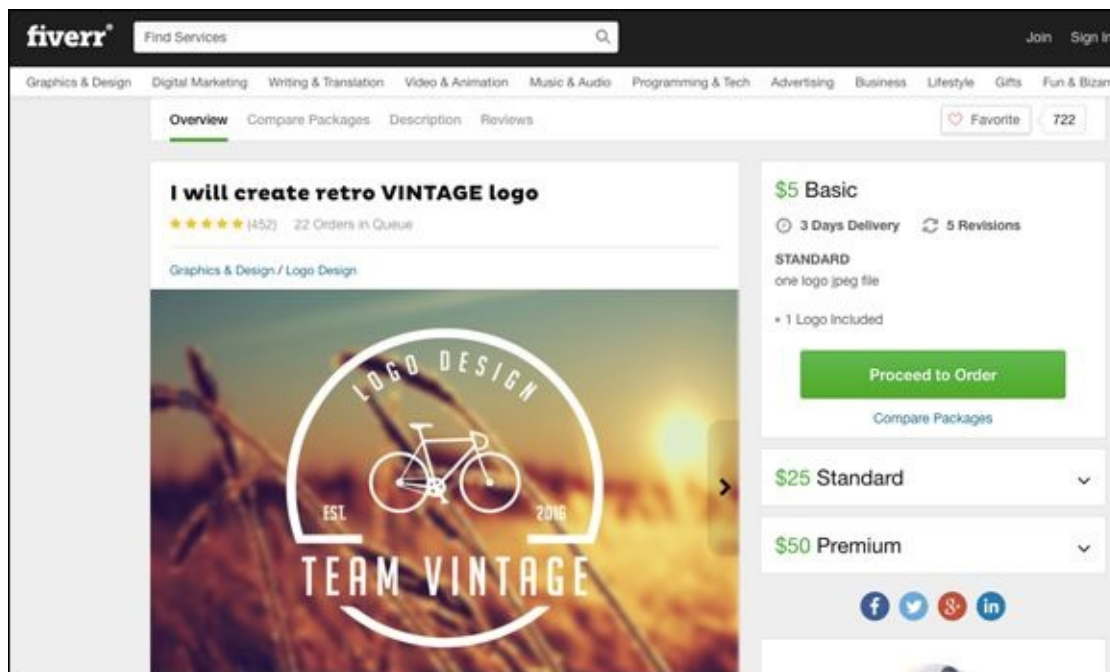 fiverr®
Find Services
Join Sign In
Graphics & Design Digital Marketing Writing & Translation Video & Animation Music & Audio Programming & Tech Advertising Business Lifestyle Gifts Fun & Bizar
Overview Compare Packages Description Reviews
Favorite 722
I will create retro VINTAGE logo
(452) 22 Orders in Queue
Graphics & Design / Logo Design
LOGO DESIGN
EST. 2016
TEAM VINTAGE
$5 Basic
3 Days Delivery 5 Revisions
STANDARD
one logo jpeg file
• 1 Logo Included
Proceed to Order
Compare Packages
$25 Standard
$50 Premium
f g+ in